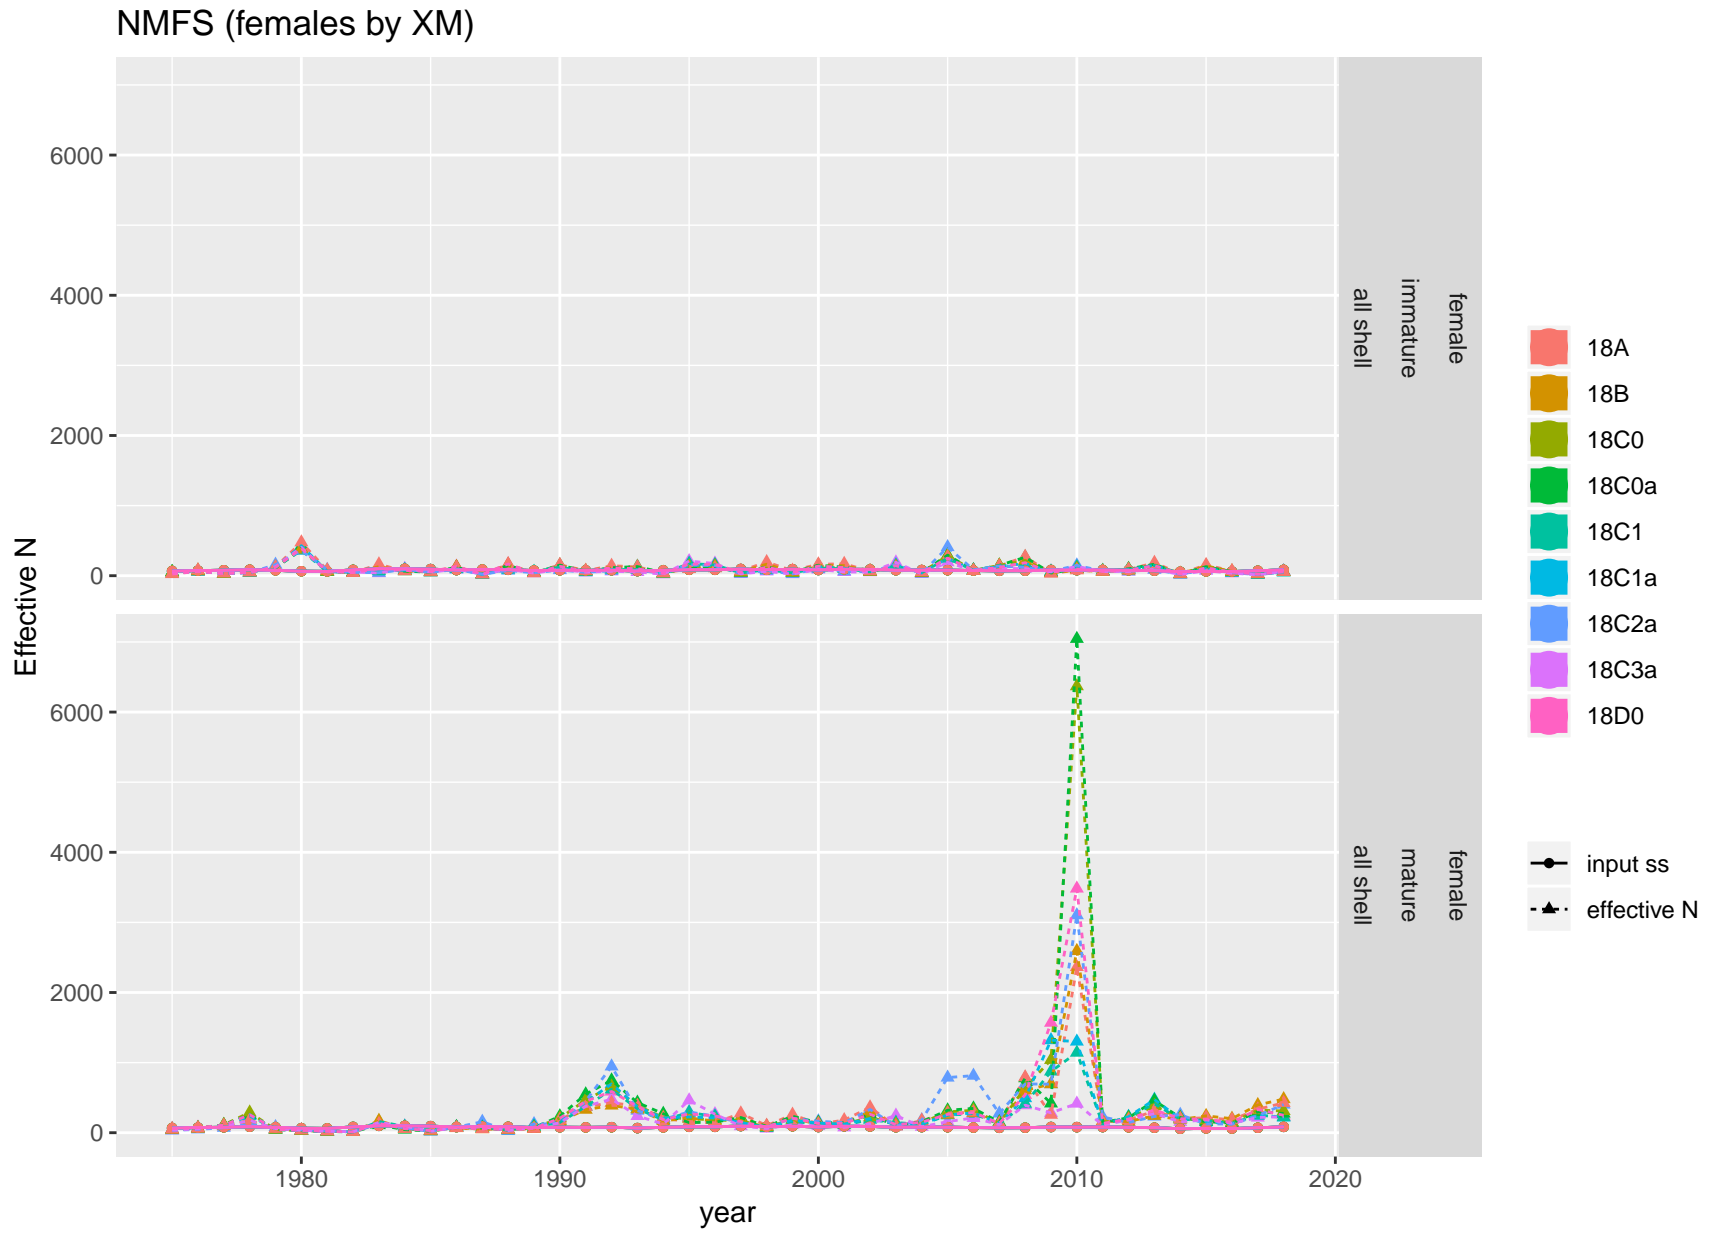 NMFS (females by XM)
Effective N
6000
4000
2000
0
all shell
immature
female
6000
4000
2000
0
all shell
mature
female
1980
1990
2000
2010
2020
year
18A
18B
18C0
18C0a
18C1
18C1a
18C2a
18C3a
18D0
input ss
effective N